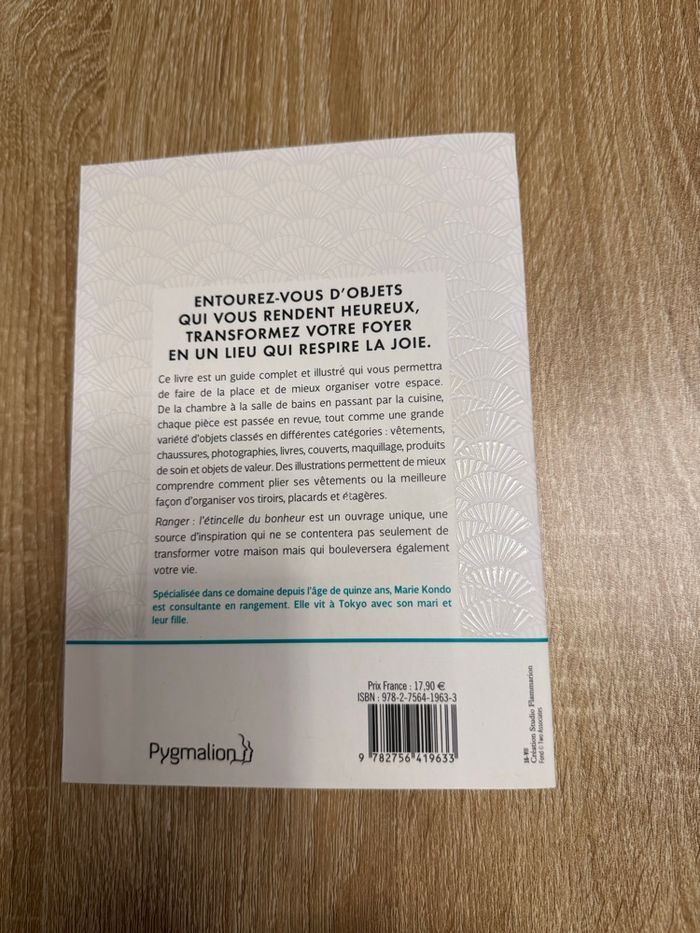 ENTOUREZ-VOUS D'OBJETS
QUI VOUS RENDENT HEUREUX,
TRANSFORMEZ VOTRE FOYER
EN UN LIEU QUI RESPIRE LA JOIE.
Ce livre est un guide complet et illustré qui vous permettra
de faire de la place et de mieux organiser votre espace.
De la chambre à la salle de bains en passant par la cuisine,
chaque pièce est passée en revue, tout comme une grande
variété d'objets classés en différentes catégories : vêtements,
chaussures, photographies, livres, couverts, maquillage, produits
de soin et objets de valeur. Des illustrations permettent de mieux
comprendre comment plier ses vêtements ou la meilleure
façon d'organiser vos tiroirs, placards et étagères.
Ranger : l'étincelle du bonheur est un ouvrage unique, une
source d'inspiration qui ne se contentera pas seulement de
transformer votre maison mais qui bouleversera également
votre vie.
Spécialisée dans ce domaine depuis l'âge de quinze ans, Marie Kondo
est consultante en rangement. Elle vit à Tokyo avec son mari et
leur fille.
Prix France : 17,90 €
ISBN : 978-2-7564-1963-3
9 782756 419633
Pygmalion
16-VII
Création Studio Flammarion
Fond © Two Associates